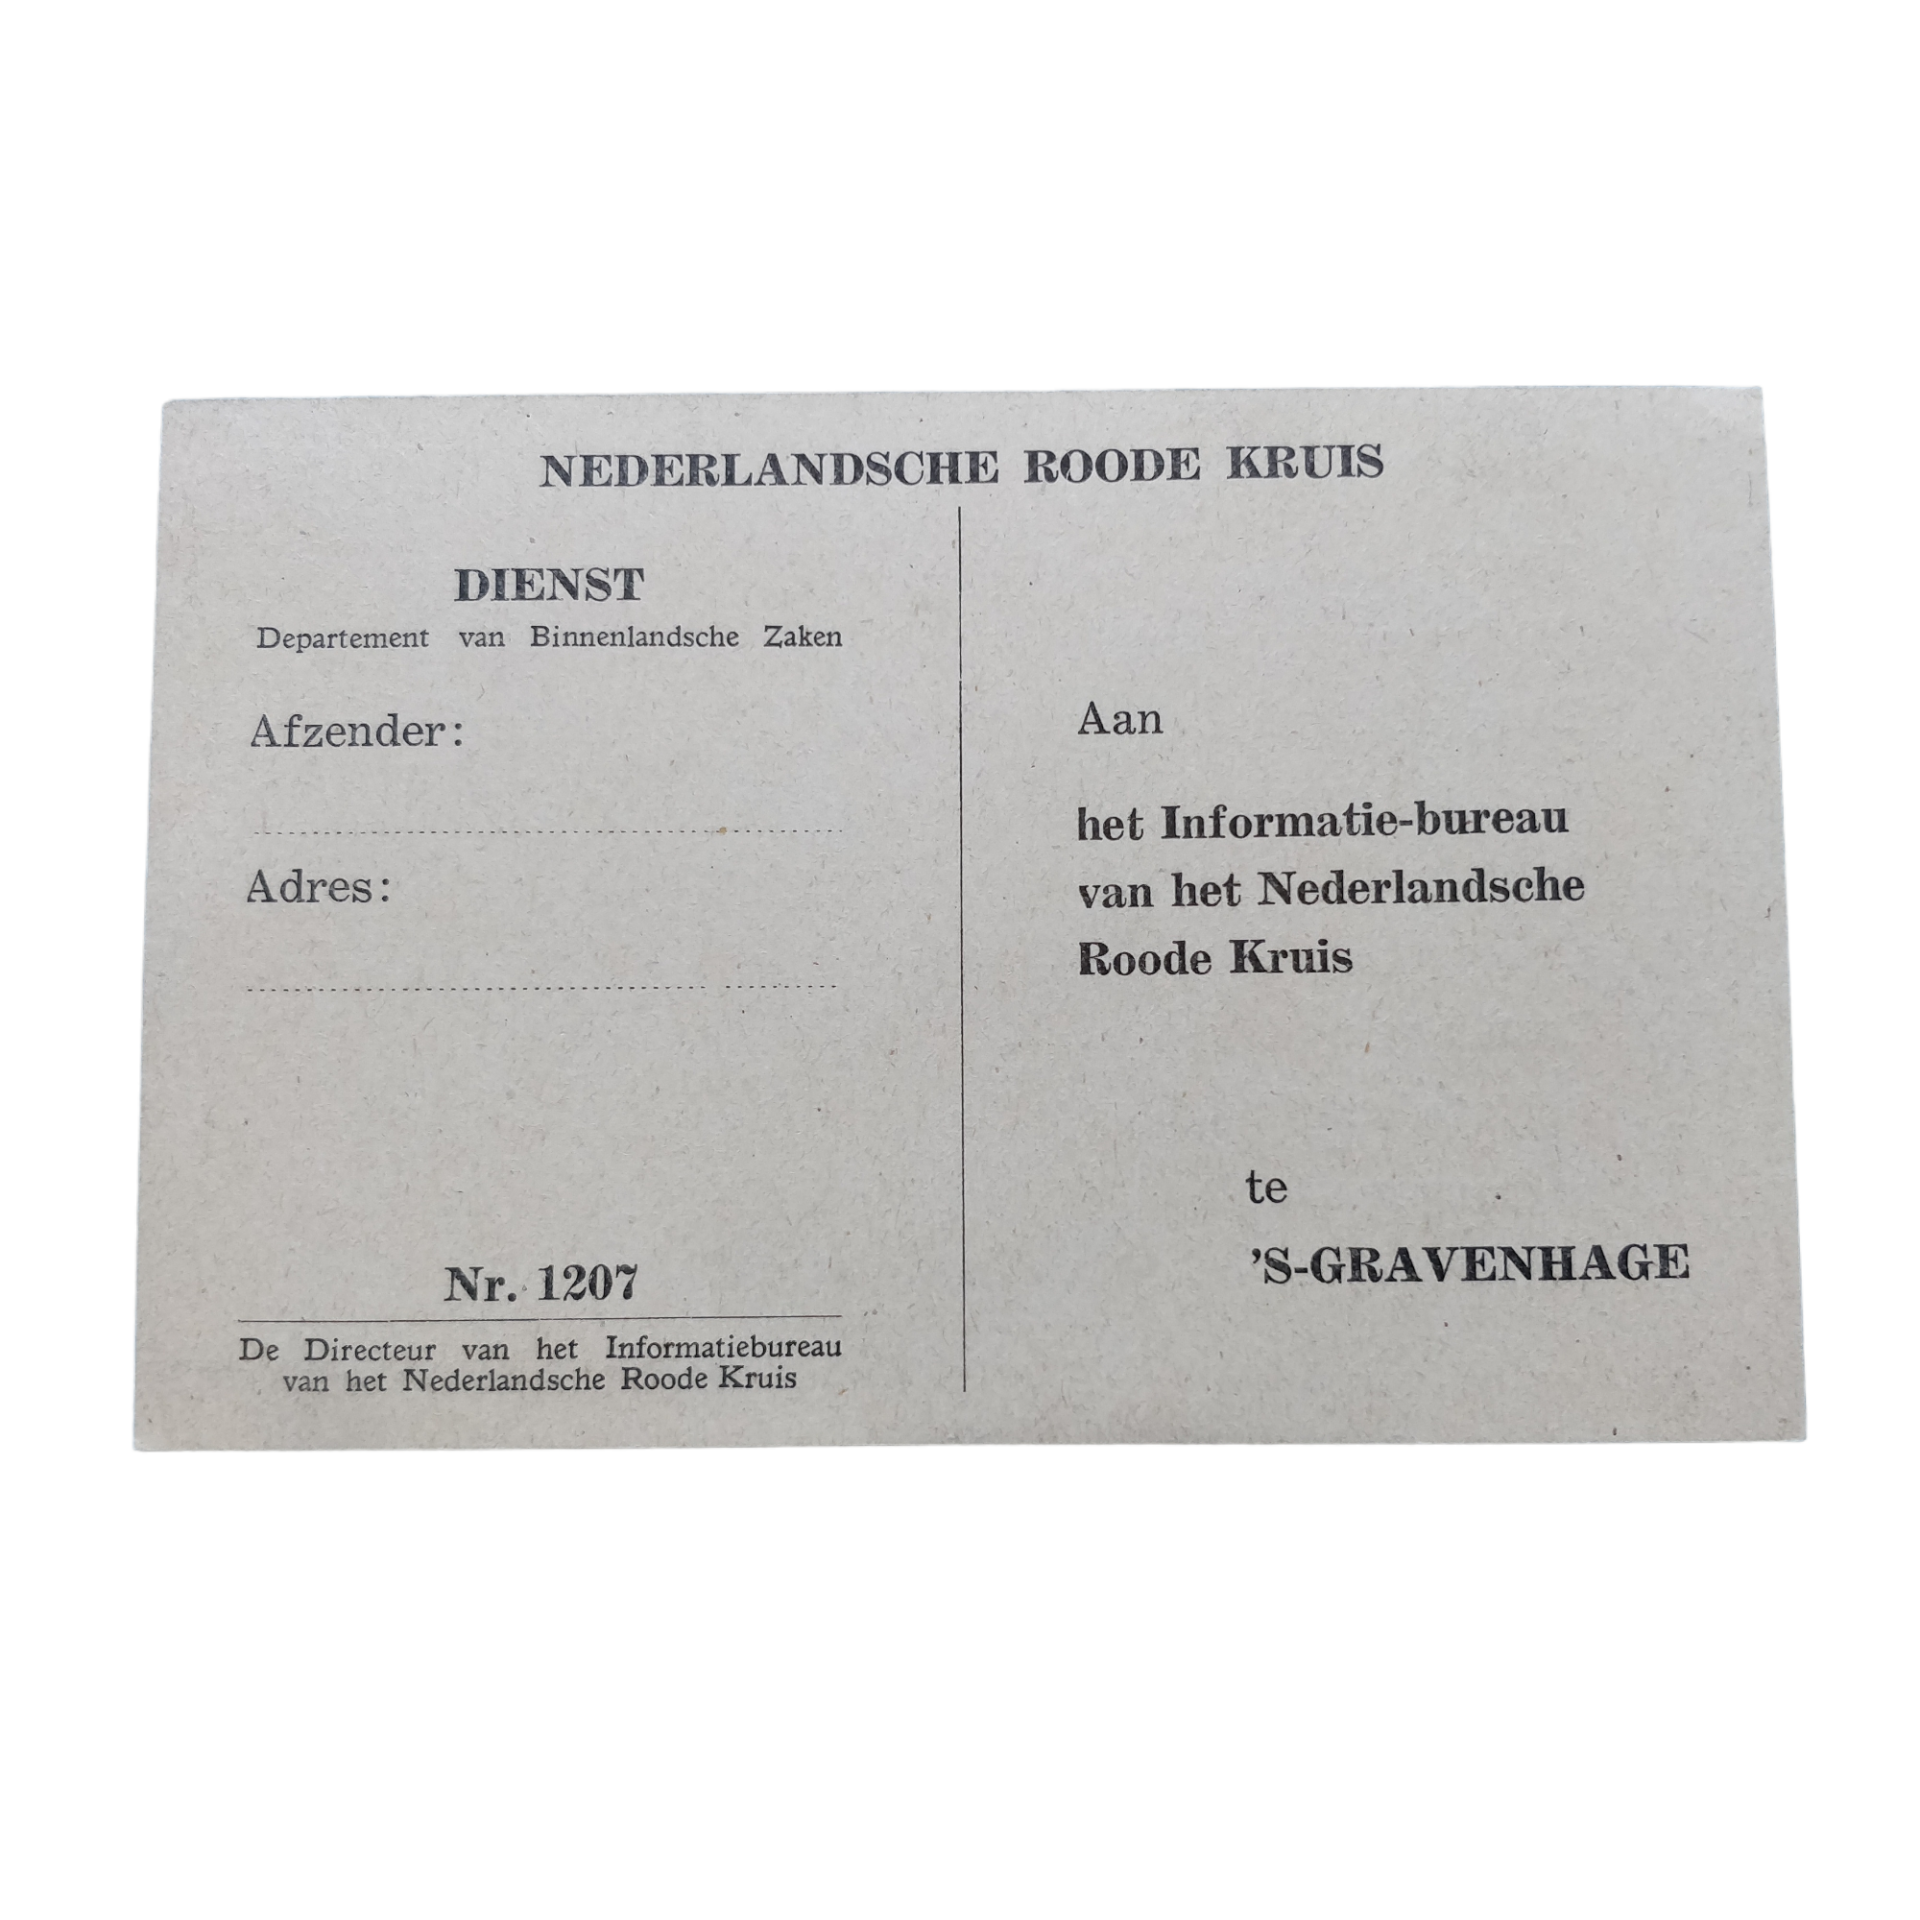 NEDERLANDSCHE ROODE KRUIS
DIENST
Departement van Binnenlandsche Zaken
Afzender:
Adres:
Nr. 1207
De Directeur van het Informatiebureau
van het Nederlandsche Roode Kruis
Aan
het Informatie-bureau
van het Nederlandsche
Roode Kruis
te
'S-GRAVENHAGE